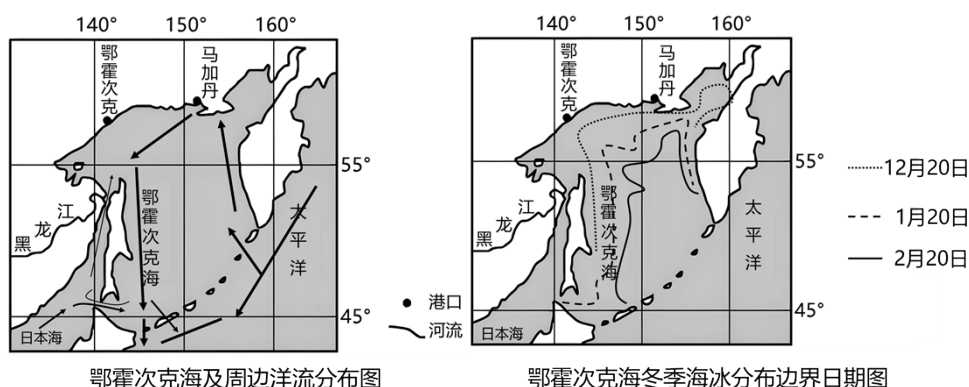 140° 150° 160°
鄂霍次克
马加丹
55°
鄂霍次克海
太平洋
黑龙江
45°
日本海
港口
河流
鄂霍次克海及周边洋流分布图
140° 150° 160°
鄂霍次克
马加丹
55°
鄂霍次克海
太平洋
黑龙江
45°
日本海
12月20日
1月20日
2月20日
鄂霍次克海冬季海冰分布边界日期图